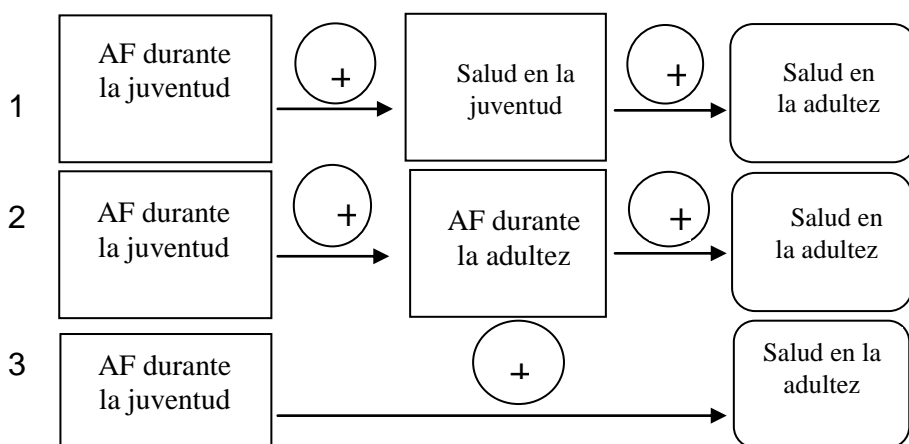 1
AF durante
la juventud
+
Salud en la
juventud
+
Salud en
la adultez
2
AF durante
la juventud
+
AF durante
la adultez
+
Salud en
la adultez
3
AF durante
la juventud
+
Salud en la
adultez